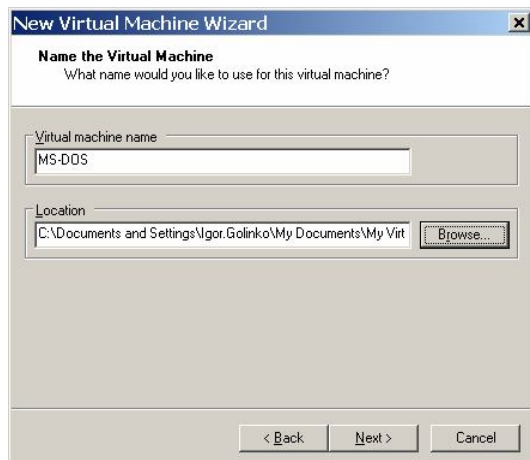 New Virtual Machine Wizard
Name the Virtual Machine
What name would you like to use for this virtual machine?
Virtual machine name
MS-DOS
Location
C:\Documents and Settings\Igor.Golinko\My Documents\My Virt
Browse...
< Back Next > Cancel